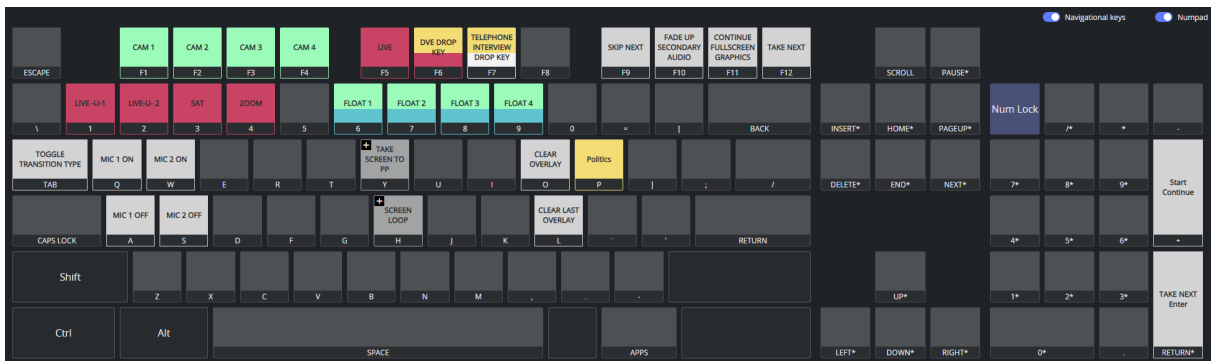 Navigational keys
Numpad
ESCAPE
CAM 1
F1
CAM 2
F2
CAM 3
F3
CAM 4
F4
LIVE
F5
DVE DROP
KEY
F6
TELEPHONE
INTERVIEW
DROP KEY
F7
F8
SKIP NEXT
F9
FADE UP
SECONDARY
AUDIO
F10
CONTINUE
FULLSCREEN
GRAPHICS
F11
TAKE NEXT
F12
SCROLL
PAUSE*
\
LIVE -U-1
1
LIVE-U- 2
2
SAT
3
ZOOM
4
5
FLOAT 1
6
FLOAT 2
7
FLOAT 3
8
FLOAT 4
9
0
=
[
BACK
INSERT*
HOME*
PAGEUP*
Num Lock
/*
*
-
TOGGLE
TRANSITION TYPE
TAB
MIC 1 ON
Q
MIC 2 ON
W
E
R
T
+
TAKE
SCREEN TO
PP
Y
U
I
CLEAR
OVERLAY
O
Politics
P
]
;
/
DELETE*
END*
NEXT*
7*
8*
9*
Start
Continue
+
CAPS LOCK
MIC 1 OFF
A
MIC 2 OFF
S
D
F
G
+
SCREEN
LOOP
H
J
K
CLEAR LAST
OVERLAY
L
'
RETURN
4*
5*
6*
Shift
Z
X
C
V
B
N
M
,
.
-
UP*
1*
2*
3*
TAKE NEXT
Enter
RETURN*
Ctrl
Alt
SPACE
APPS
LEFT*
DOWN*
RIGHT*
0*
.